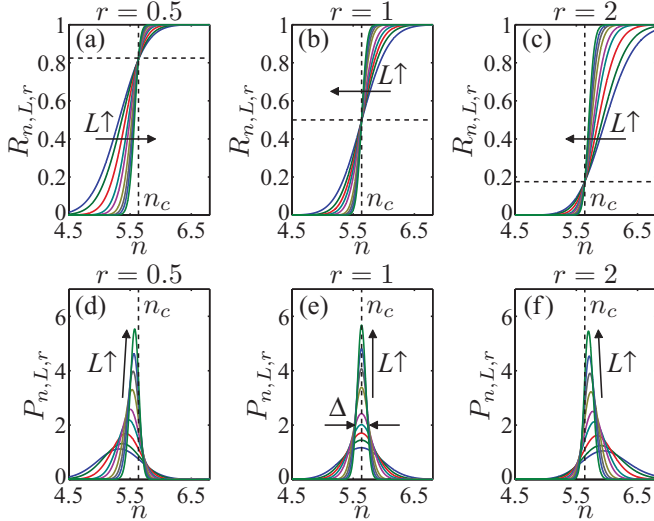 r = 0.5
r = 1
r = 2
(a)
(b)
(c)
R_{n,L,r}
R_{n,L,r}
R_{n,L,r}
1
0.8
0.6
0.4
0.2
0
1
0.8
0.6
0.4
0.2
0
1
0.8
0.6
0.4
0.2
0
L↑
L↑
L↑
n_c
n_c
n_c
4.5 5.5 6.5
4.5 5.5 6.5
4.5 5.5 6.5
n
n
n
r = 0.5
r = 1
r = 2
(d)
(e)
(f)
P_{n,L,r}
P_{n,L,r}
P_{n,L,r}
6
4
2
0
6
4
2
0
6
4
2
0
n_c
n_c
n_c
L↑
L↑
L↑
Δ
4.5 5.5 6.5
4.5 5.5 6.5
4.5 5.5 6.5
n
n
n